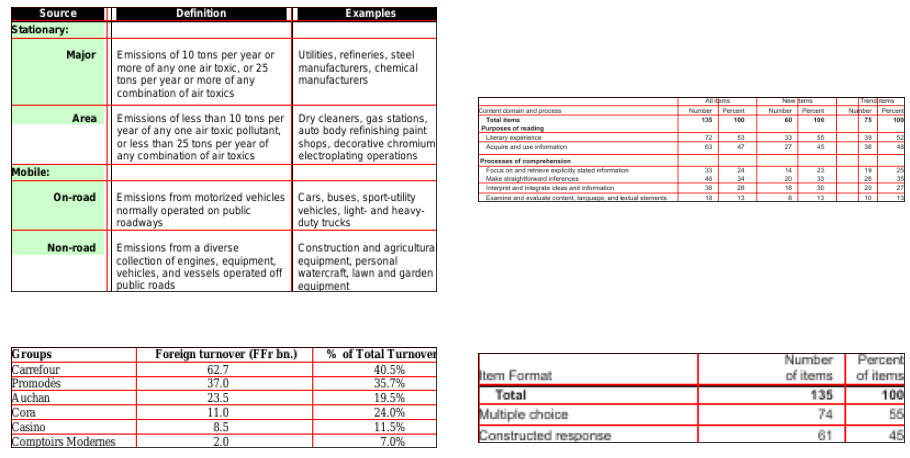 Source Definition Examples
Stationary:
Major Emissions of 10 tons per year or Utilities, refineries, steel
more of any one air toxic, or 25 manufacturers, chemical
tons per year or more of any manufacturers
combination of air toxics
Area Emissions of less than 10 tons per Dry cleaners, gas stations,
year of any one air toxic pollutant, auto body refinishing paint
or less than 25 tons per year of shops, decorative chromium
any combination of air toxics electroplating operations
Mobile:
On-road Emissions from motorized vehicles Cars, buses, sport-utility
normally operated on public vehicles, light- and heavy-
roadways duty trucks
Non-road Emissions from a diverse Construction and agricultural
collection of engines, equipment, equipment, personal
vehicles, and vessels operated off watercraft, lawn and garden
public roads equipment
All items New items Trend items
Content domain and process Number Percent Number Percent Number Percent
Total items 135 100 60 100 75 100
Purposes of reading
Literary experience 72 53 33 55 39 52
Acquire and use information 63 47 27 45 36 48
Processes of comprehension
Focus on and retrieve explicitly stated information 33 24 14 23 19 25
Make straightforward inferences 46 34 20 33 26 35
Interpret and integrate ideas and information 38 28 18 30 20 27
Examine and evaluate content, language, and textual elements 18 13 8 13 10 13
Groups Foreign turnover (FFr bn.) % of Total Turnover
Carrefour 62.7 40.5%
Promodès 37.0 35.7%
Auchan 23.5 19.5%
Cora 11.0 24.0%
Casino 8.5 11.5%
Comptoirs Modernes 2.0 7.0%
Number Percent
Item Format of items of items
Total 135 100
Multiple choice 74 55
Constructed response 61 45